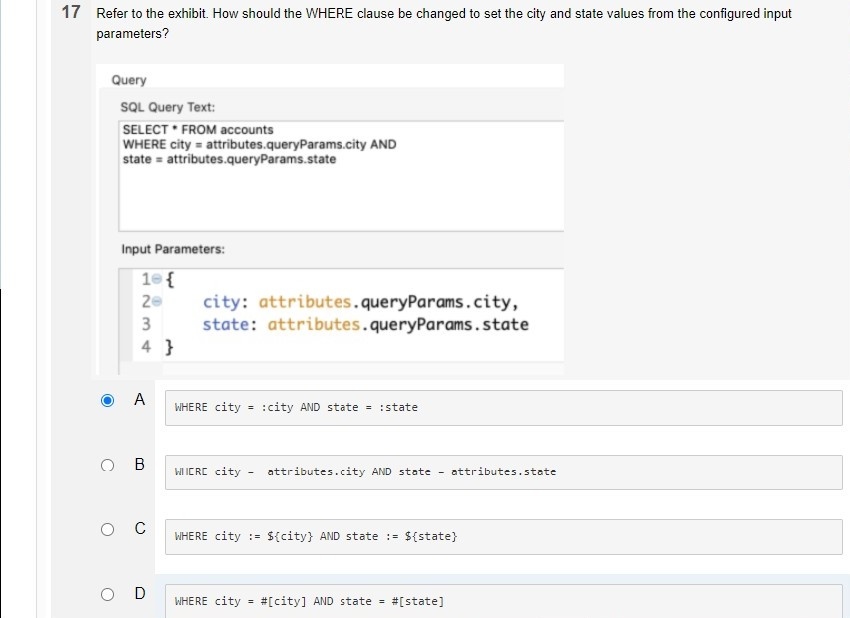 17 Refer to the exhibit. How should the WHERE clause be changed to set the city and state values from the configured input
parameters?
Query
SQL Query Text:
SELECT * FROM accounts
WHERE city = attributes.queryParams.city AND
state = attributes.queryParams.state
Input Parameters:
1 {
2 city: attributes.queryParams.city,
3 state: attributes.queryParams.state
4 }
A WHERE city = :city AND state = :state
B WHERE city - attributes.city AND state - attributes.state
C WHERE city := ${city} AND state := ${state}
D WHERE city = #[city] AND state = #[state]